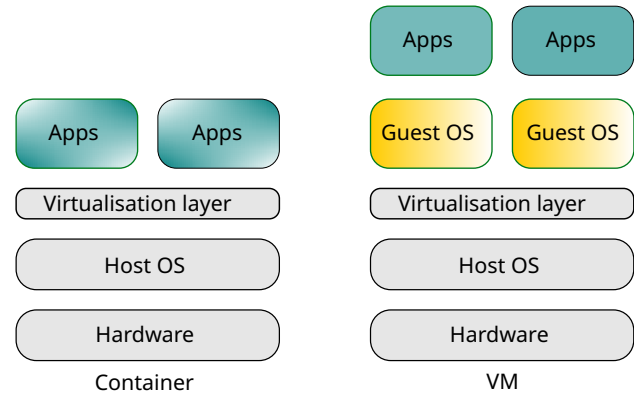 Apps
Apps
Virtualisation layer
Host OS
Hardware
Container
Apps
Apps
Guest OS
Guest OS
Virtualisation layer
Host OS
Hardware
VM